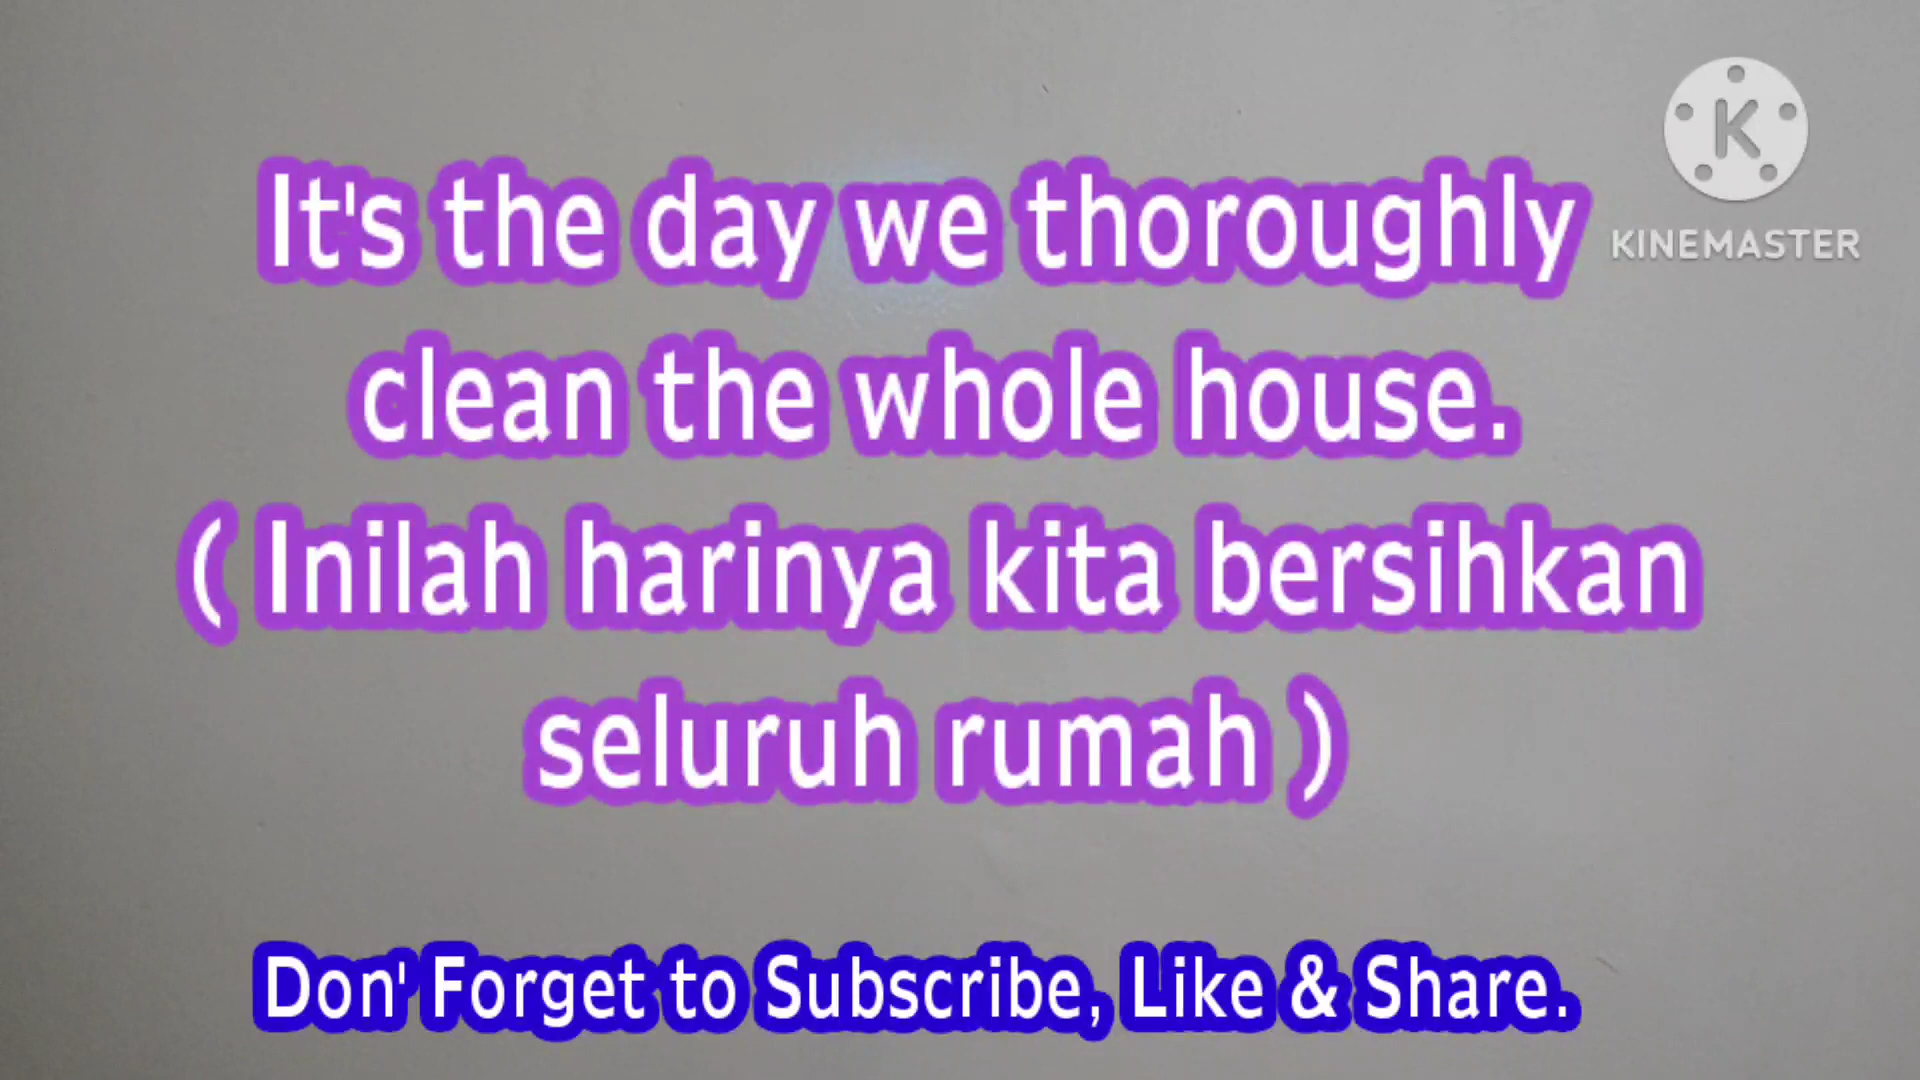 It's the day we thoroughly
KINEMASTER
clean the whole house.
( Inilah harinya kita bersihkan
seluruh rumah )
Don' Forget to Subscribe, Like & Share.